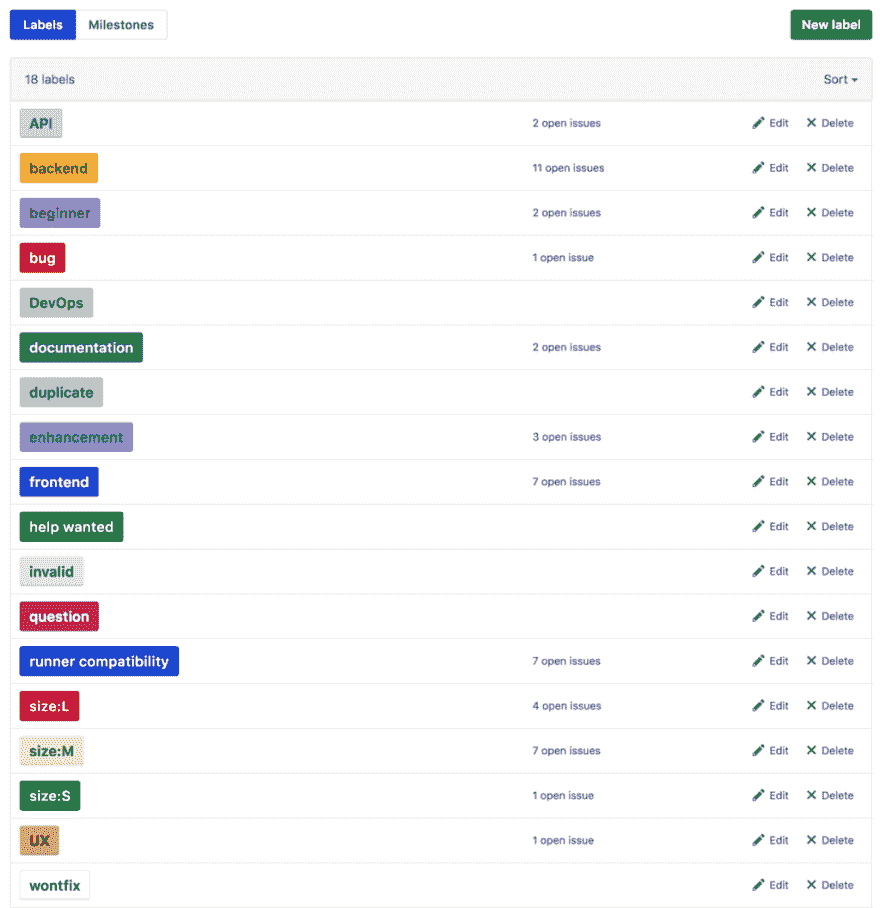 Labels Milestones New label
18 labels Sort
API 2 open issues Edit Delete
backend 11 open issues Edit Delete
beginner 2 open issues Edit Delete
bug 1 open issue Edit Delete
DevOps Edit Delete
documentation 2 open issues Edit Delete
duplicate Edit Delete
enhancement 3 open issues Edit Delete
frontend 7 open issues Edit Delete
help wanted Edit Delete
invalid Edit Delete
question Edit Delete
runner compatibility 7 open issues Edit Delete
size:L 4 open issues Edit Delete
size:M 7 open issues Edit Delete
size:S 1 open issue Edit Delete
UX 1 open issue Edit Delete
wontfix Edit Delete